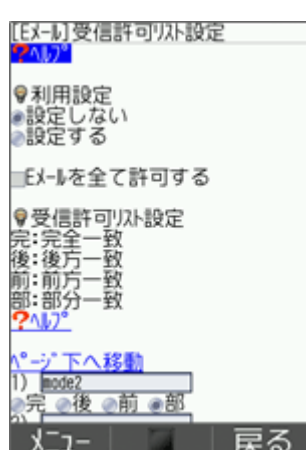 [Eﾒｰﾙ]受信許可ﾘｽﾄ設定
?ﾍﾙﾌﾟ
利用設定
設定しない
設定する
Eﾒｰﾙを全て許可する
受信許可ﾘｽﾄ設定
完:完全一致
後:後方一致
前:前方一致
部:部分一致
?ﾍﾙﾌﾟ
ﾍﾟｰｼﾞ下へ移動
1) mode2
完 後 前 部
メニュー 戻る